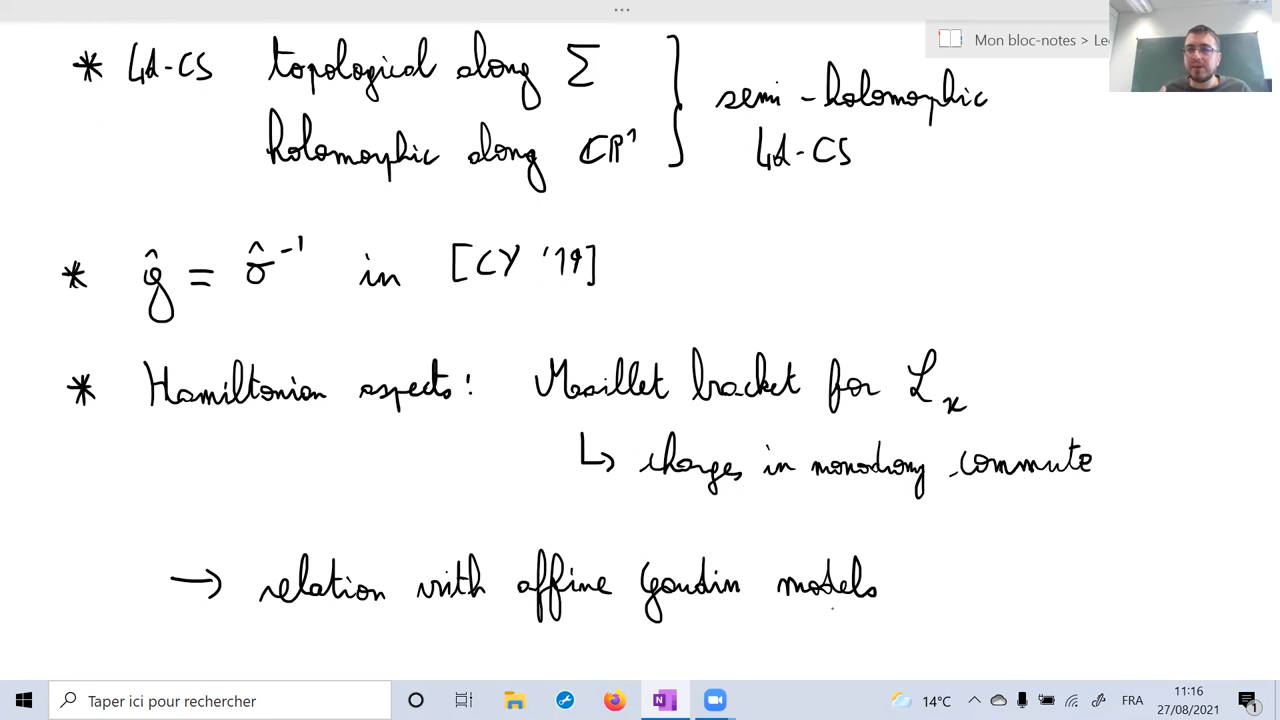 ...
Mon bloc-notes > Le
* 4d-CS topological along Σ
holomorphic along CP¹
} semi-holomorphic
4d-CS
* ĝ = σ̂⁻¹ in [CY '19]
* Hamiltonian aspects: Maillet bracket for ℒₓ
↳ charges in monodromy commute
→ relation with affine Gaudin models
Taper ici pour rechercher
14°C
FRA
11:16
27/08/2021
1